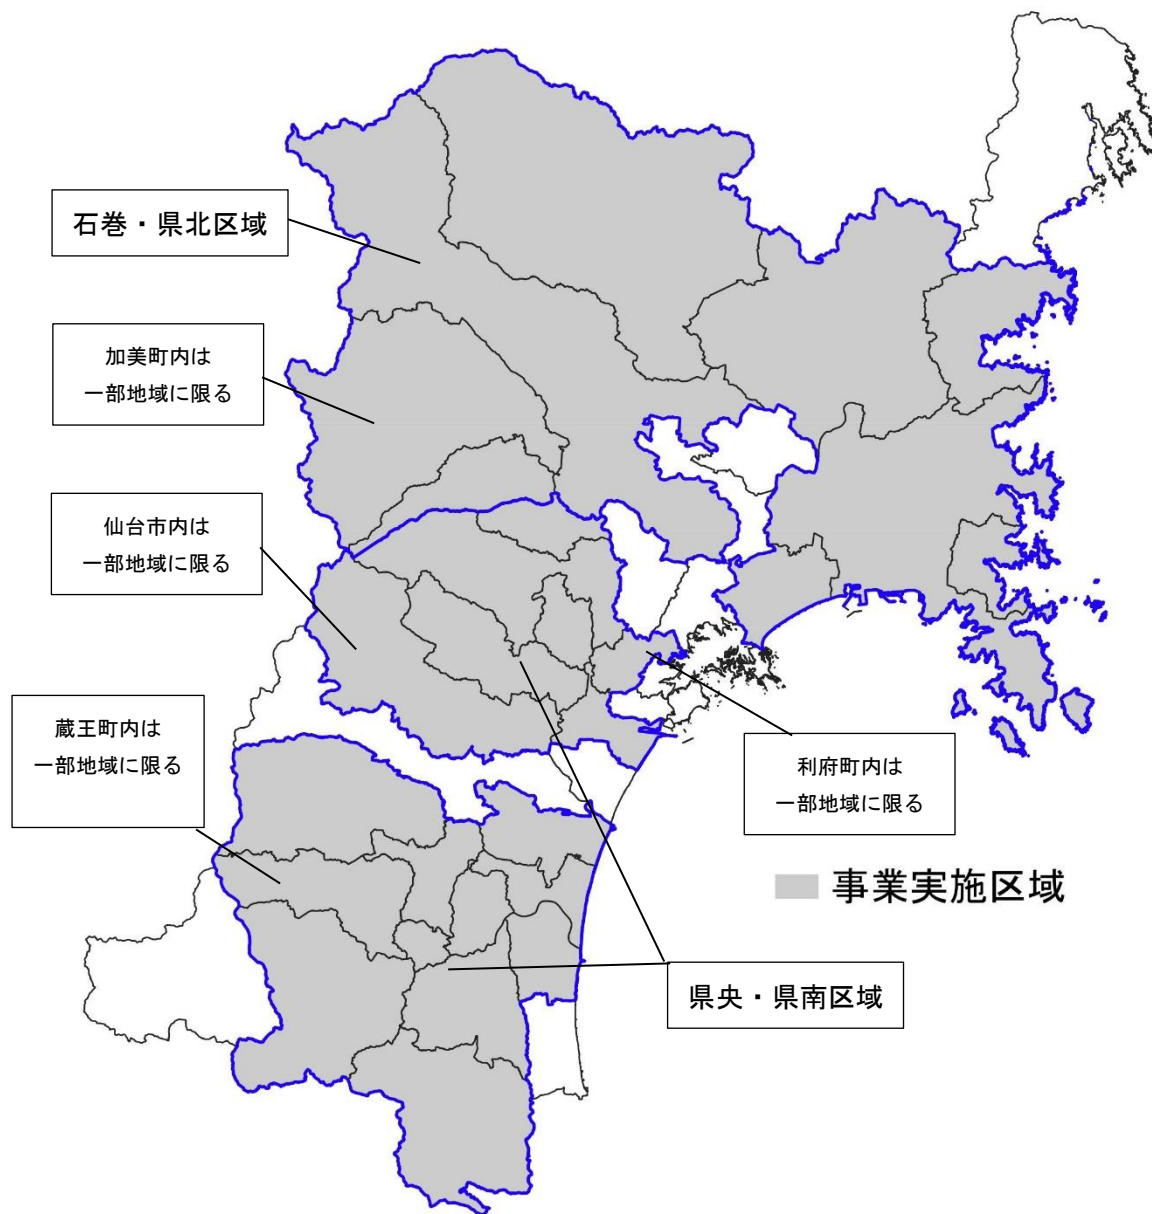 石巻・県北区域
加美町内は
一部地域に限る
仙台市内は
一部地域に限る
蔵王町内は
一部地域に限る
利府町内は
一部地域に限る
事業実施区域
県央・県南区域